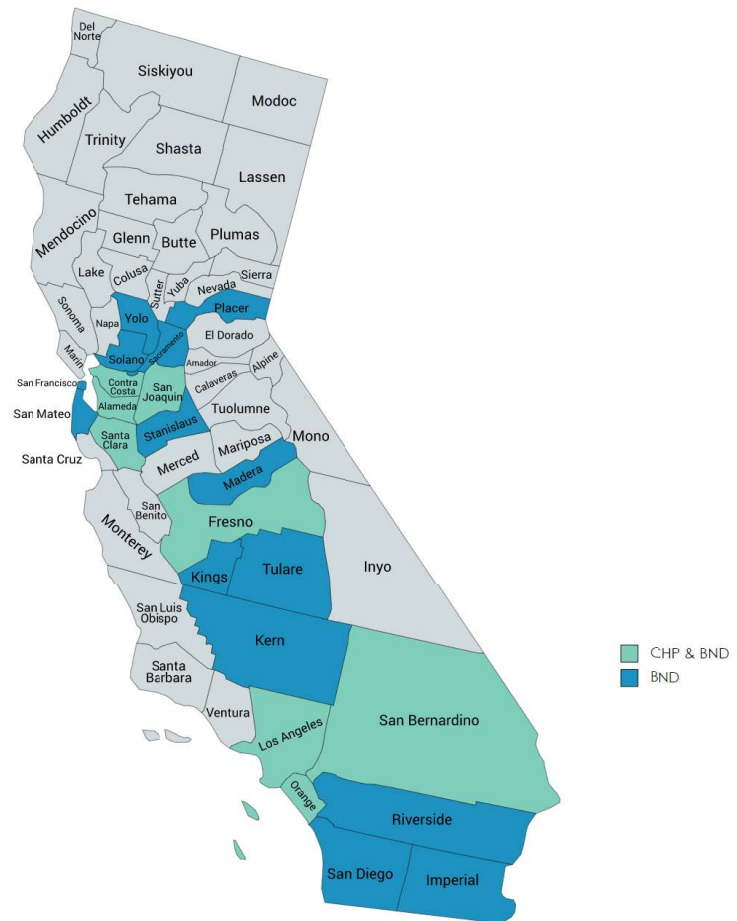 Del
Norte
Siskiyou
Modoc
Humboldt
Trinity
Shasta
Lassen
Tehama
Mendocino
Glenn
Butte
Plumas
Lake
Colusa
Sutter
Yuba
Nevada
Sierra
Sonoma
Napa
Yolo
Placer
Marin
Solano
Sacramento
El Dorado
Amador
Alpine
San Francisco
Contra
Costa
San
Joaquin
Calaveras
Alameda
Tuolumne
San Mateo
Stanislaus
Mono
Santa
Clara
Santa Cruz
Merced
Mariposa
Madera
San
Benito
Monterey
Fresno
Kings
Tulare
Inyo
San Luis
Obispo
Kern
Santa
Barbara
Ventura
Los Angeles
San Bernardino
Orange
Riverside
San Diego
Imperial
CHP & BND
BND